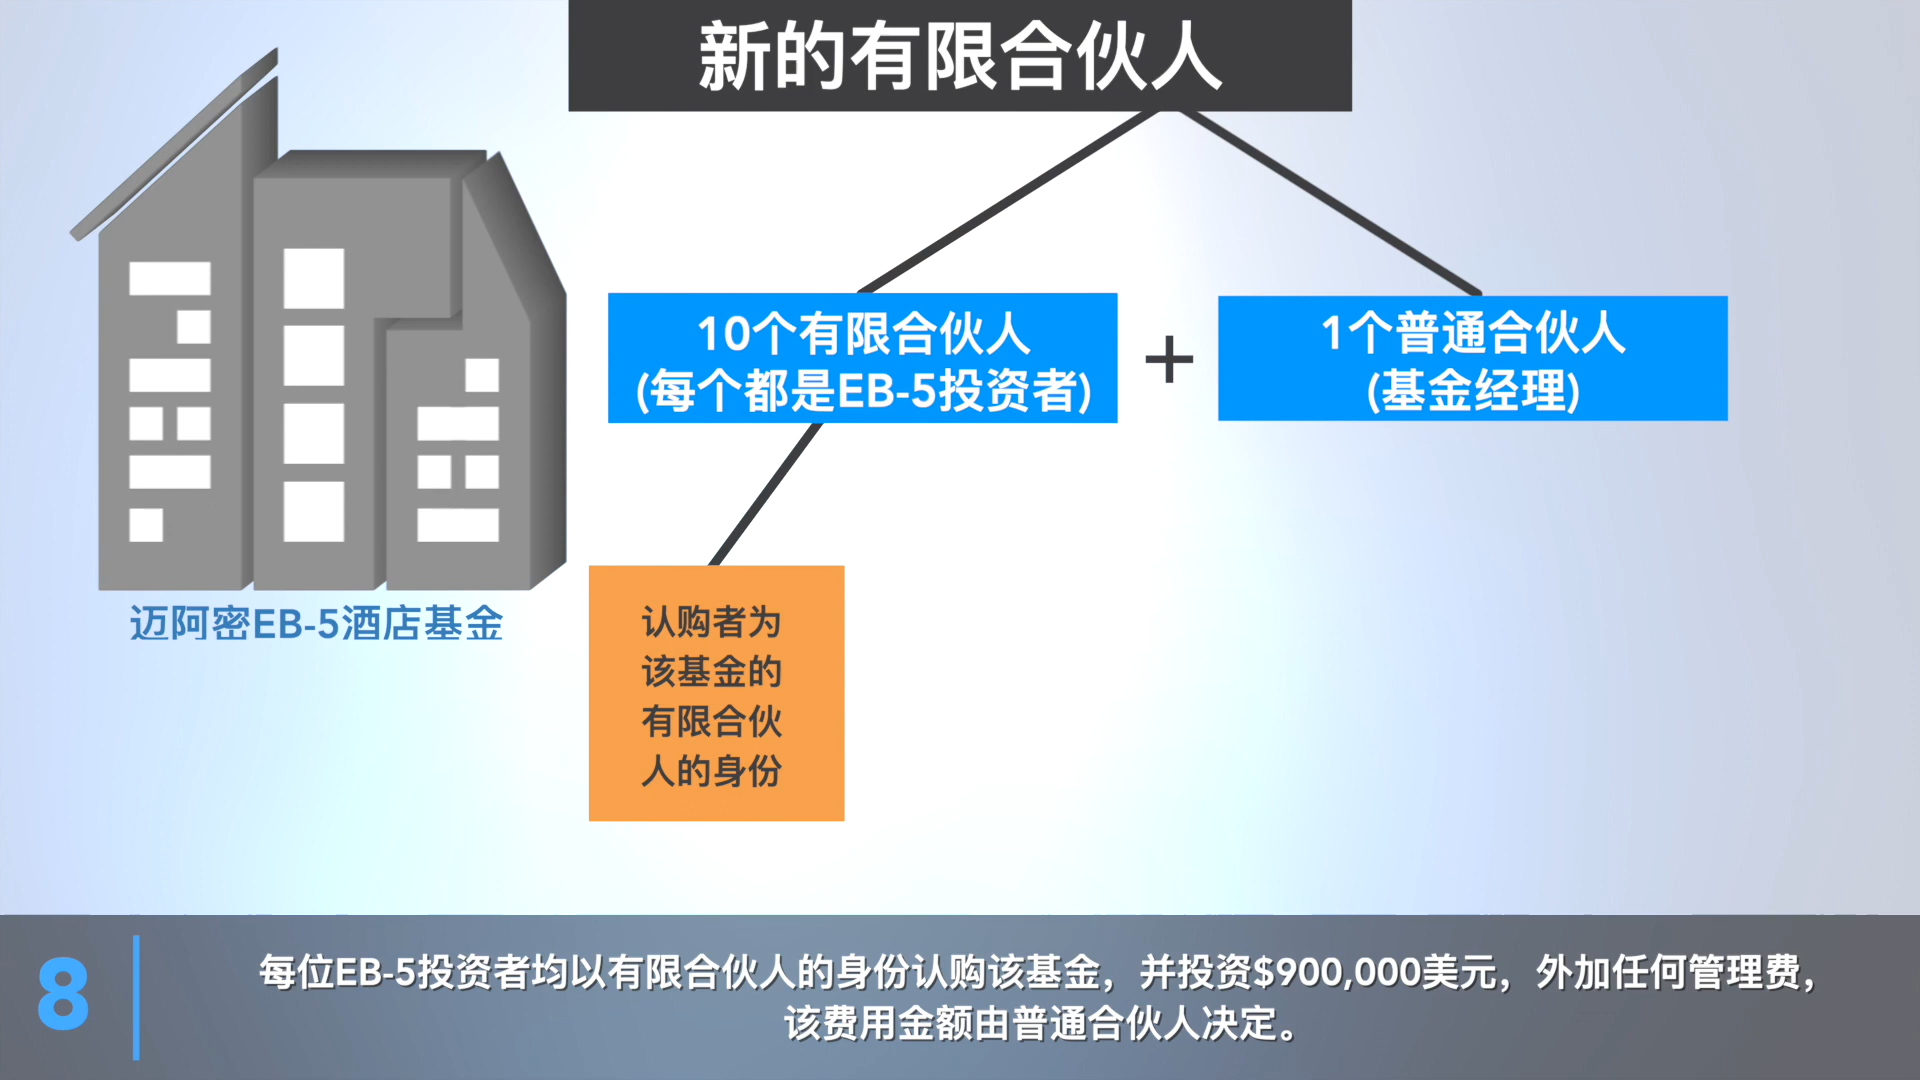 新的有限合伙人
10个有限合伙人
(每个都是EB-5投资者)
+
1个普通合伙人
(基金经理)
迈阿密EB-5酒店基金
认购者为
该基金的
有限合伙
人的身份
8
每位EB-5投资者均以有限合伙人的身份认购该基金，并投资$900,000美元，外加任何管理费，
该费用金额由普通合伙人决定。